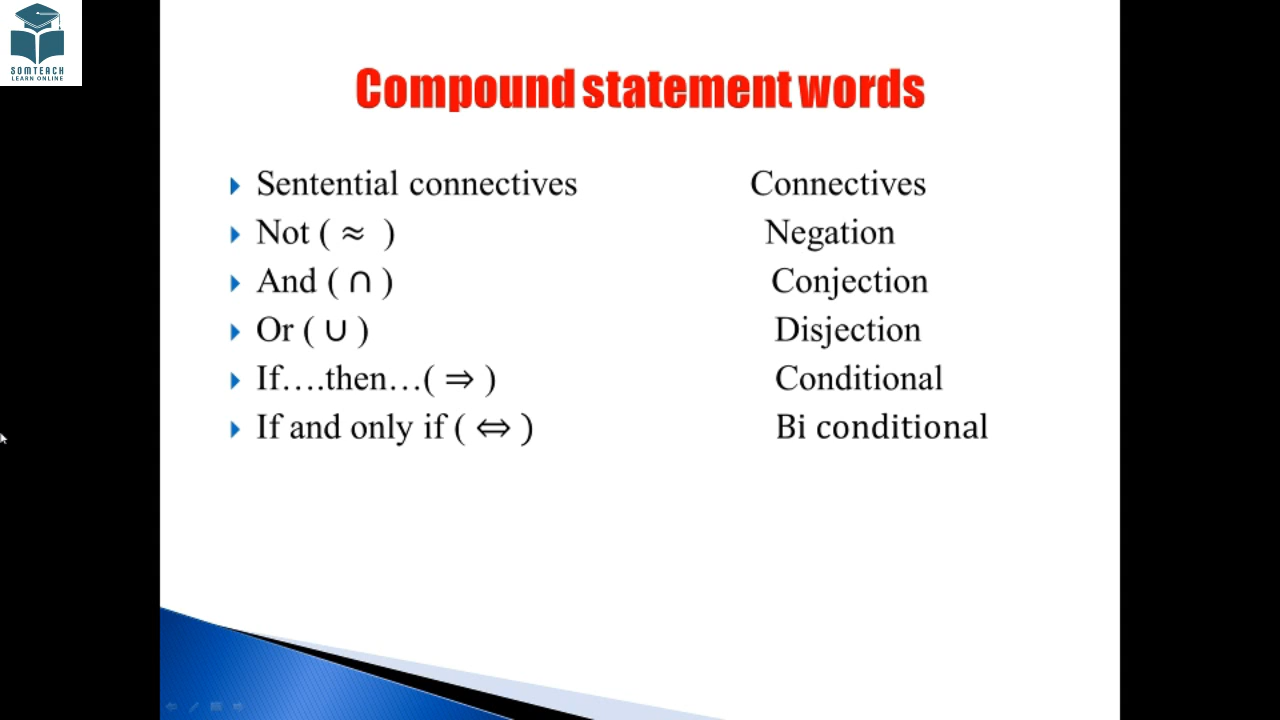 SOMTEACH
LEARN ONLINE
Compound statement words
Sentential connectives Connectives
Not ( ≈ ) Negation
And ( ∩ ) Conjection
Or ( ∪ ) Disjection
If….then…( ⇒ ) Conditional
If and only if ( ⇔ ) Bi conditional